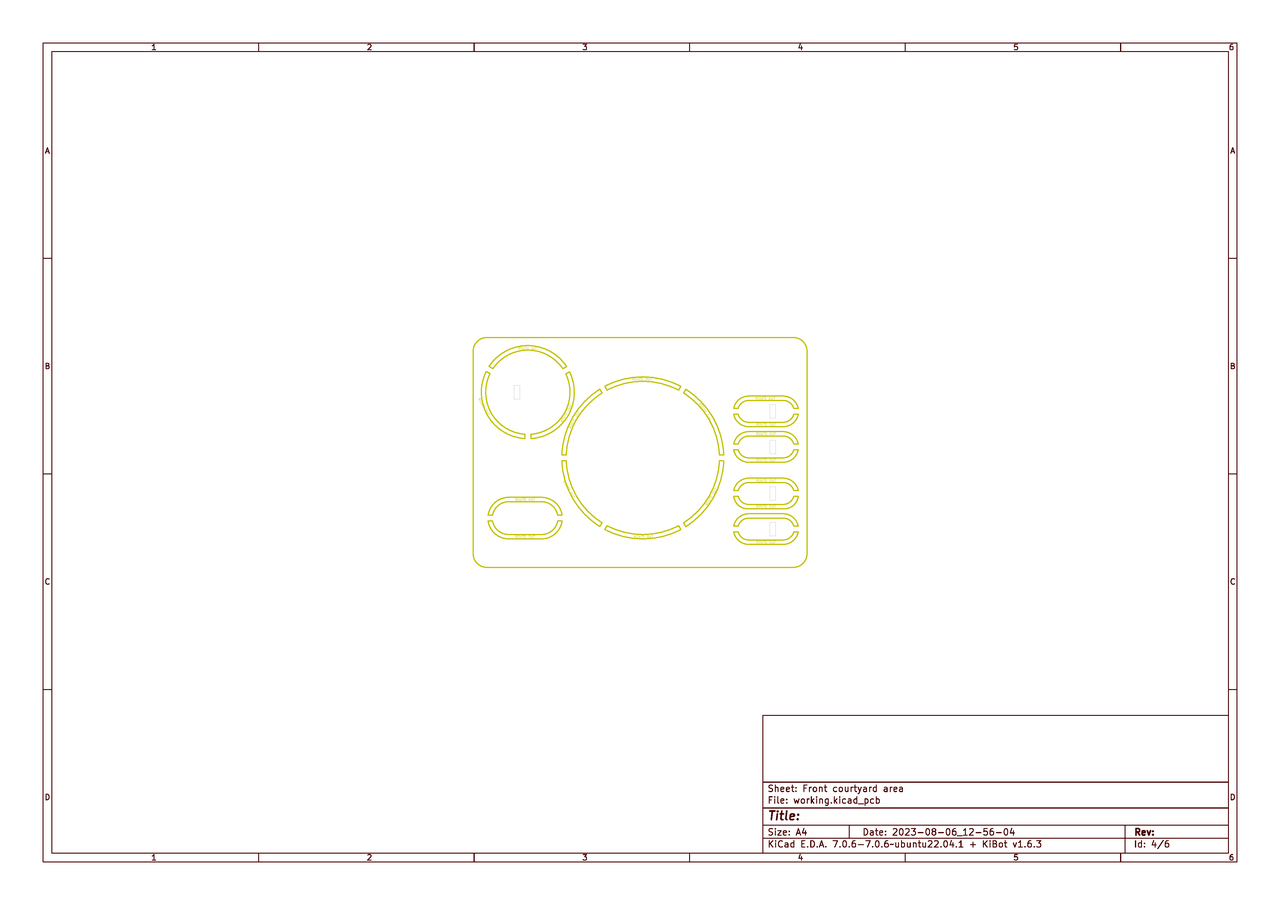 1 2 3 4 5 6
A A
B B
C C
D D
Sheet: Front courtyard area
File: working.kicad_pcb
Title:
Size: A4 Date: 2023-08-06_12-56-04 Rev:
KiCad E.D.A. 7.0.6-7.0.6~ubuntu22.04.1 + KiBot v1.6.3 Id: 4/6
1 2 3 4 5 6